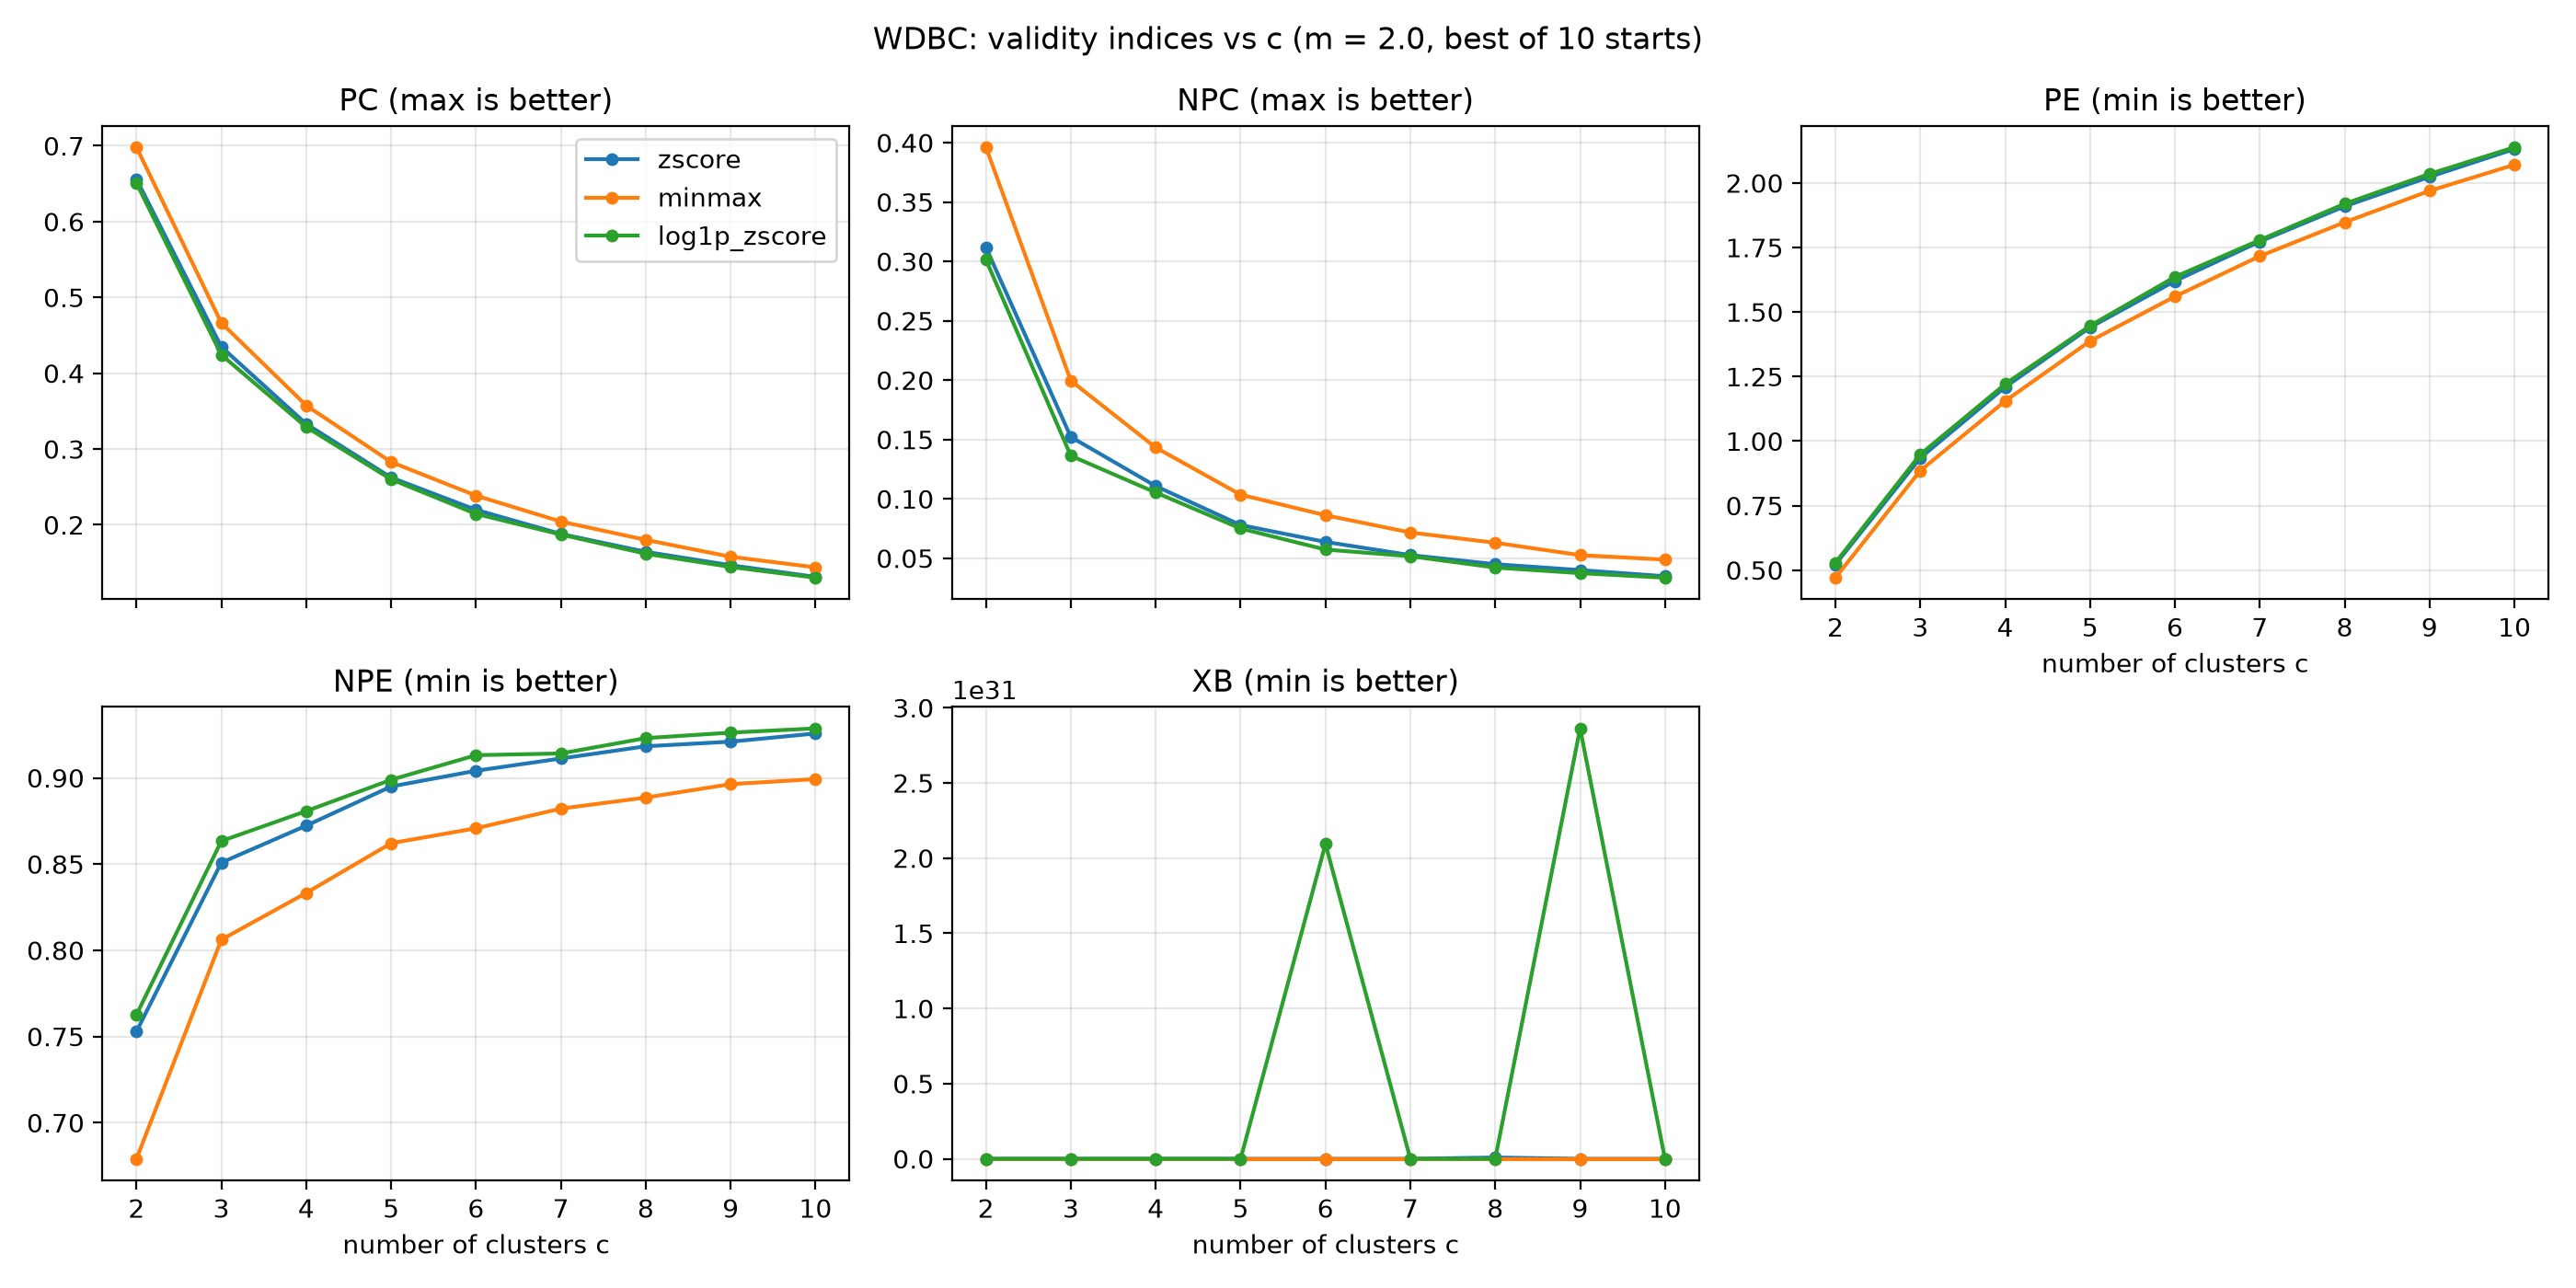 WDBC: validity indices vs c (m = 2.0, best of 10 starts)
PC (max is better)
0.7
0.6
0.5
0.4
0.3
0.2
zscore
minmax
log1p_zscore
NPC (max is better)
0.40
0.35
0.30
0.25
0.20
0.15
0.10
0.05
PE (min is better)
2.00
1.75
1.50
1.25
1.00
0.75
0.50
2 3 4 5 6 7 8 9 10
number of clusters c
NPE (min is better)
0.90
0.85
0.80
0.75
0.70
2 3 4 5 6 7 8 9 10
number of clusters c
XB (min is better)
1e31
3.0
2.5
2.0
1.5
1.0
0.5
0.0
2 3 4 5 6 7 8 9 10
number of clusters c